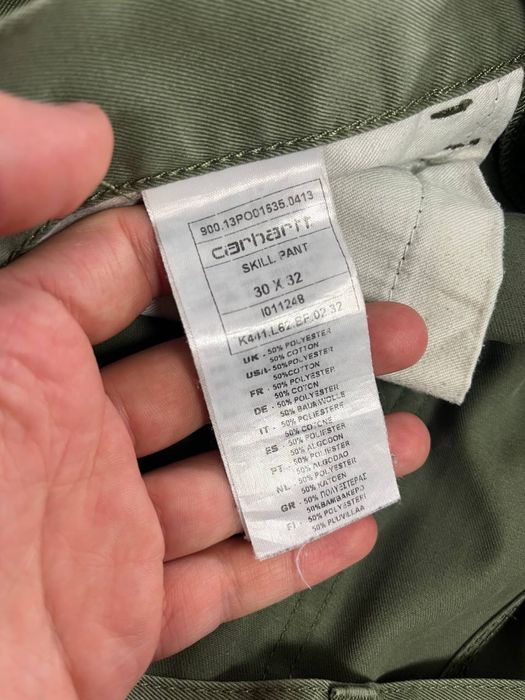 900.13PO01635.0413
carhartt
SKILL PANT
30 X 32
I011248
K441.L62.BF.02.32
UK - 50% POLYESTER
50% COTTON
USA- 50% POLYESTER
50%COTTON
FR - 50% POLYESTER
50% COTON
DE - 50% POLYESTER
50% BAUMWOLLE
IT - 50% POLIESTERE
50% COTONE
ES - 50% POLIESTER
50% ALGODON
PT - 50% POLIESTER
50% ALGODAO
NL - 50% POLYESTER
50% KATOEN
GR - 50% ΠΟΛΥΕΣΤΕΡΑΣ
50%ΒΑΜΒΑΚΕΡΟ
FI - 50% POLYESTERI
50% PUUVILLAA